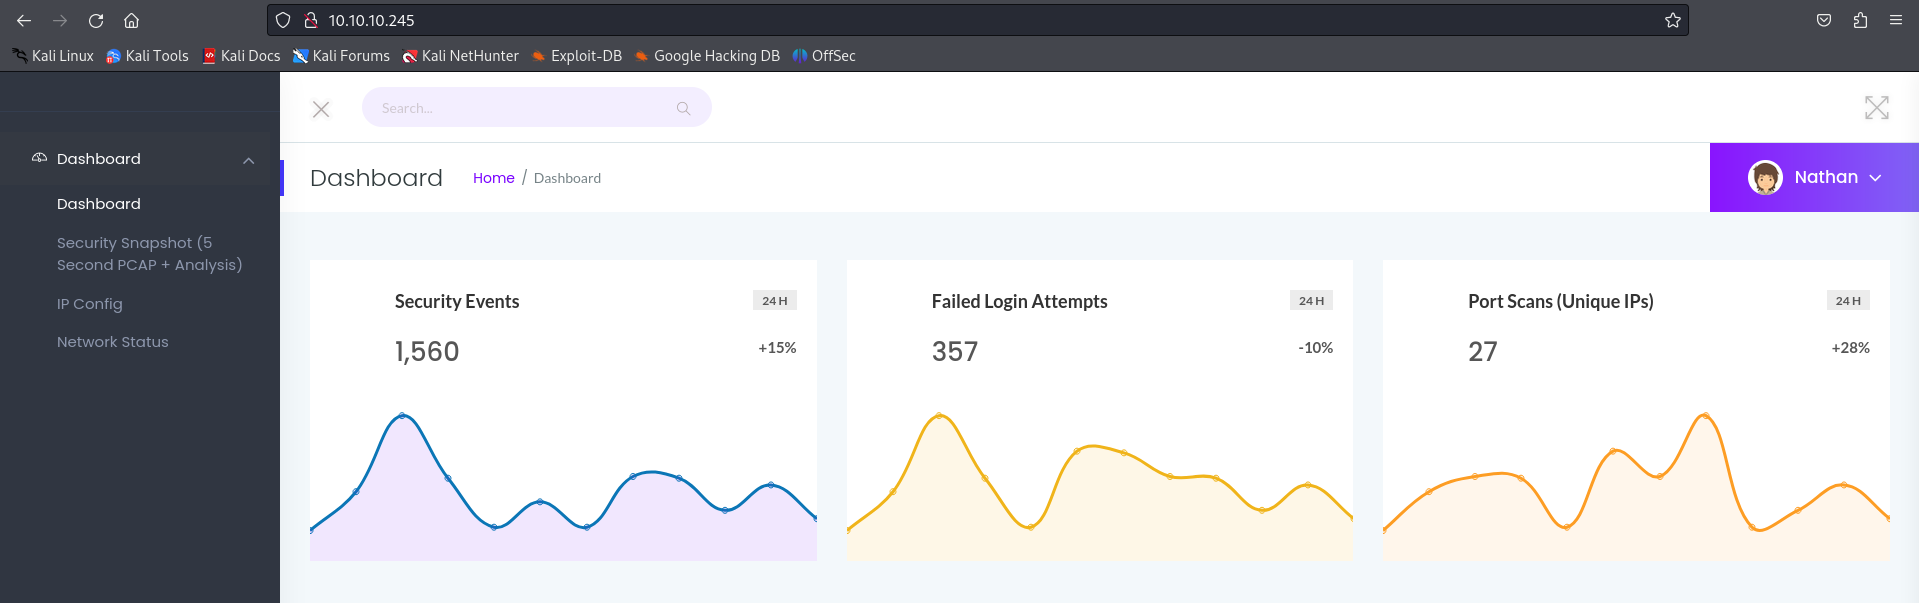 10.10.10.245
Kali Linux Kali Tools Kali Docs Kali Forums Kali NetHunter Exploit-DB Google Hacking DB OffSec
Search...
Dashboard
Dashboard
Security Snapshot (5
Second PCAP + Analysis)
IP Config
Network Status
Dashboard Home / Dashboard
Nathan
Security Events 24 H
1,560 +15%
Failed Login Attempts 24 H
357 -10%
Port Scans (Unique IPs) 24 H
27 +28%